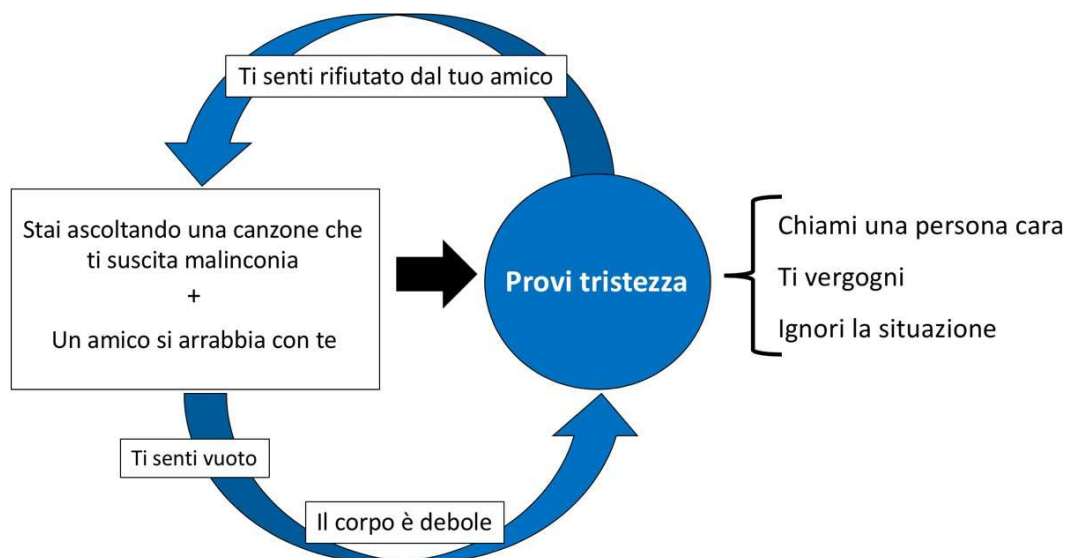 Ti senti rifiutato dal tuo amico
Stai ascoltando una canzone che
ti suscita malinconia
+
Un amico si arrabbia con te
Provi tristezza
Chiami una persona cara
Ti vergogni
Ignori la situazione
Ti senti vuoto
Il corpo è debole